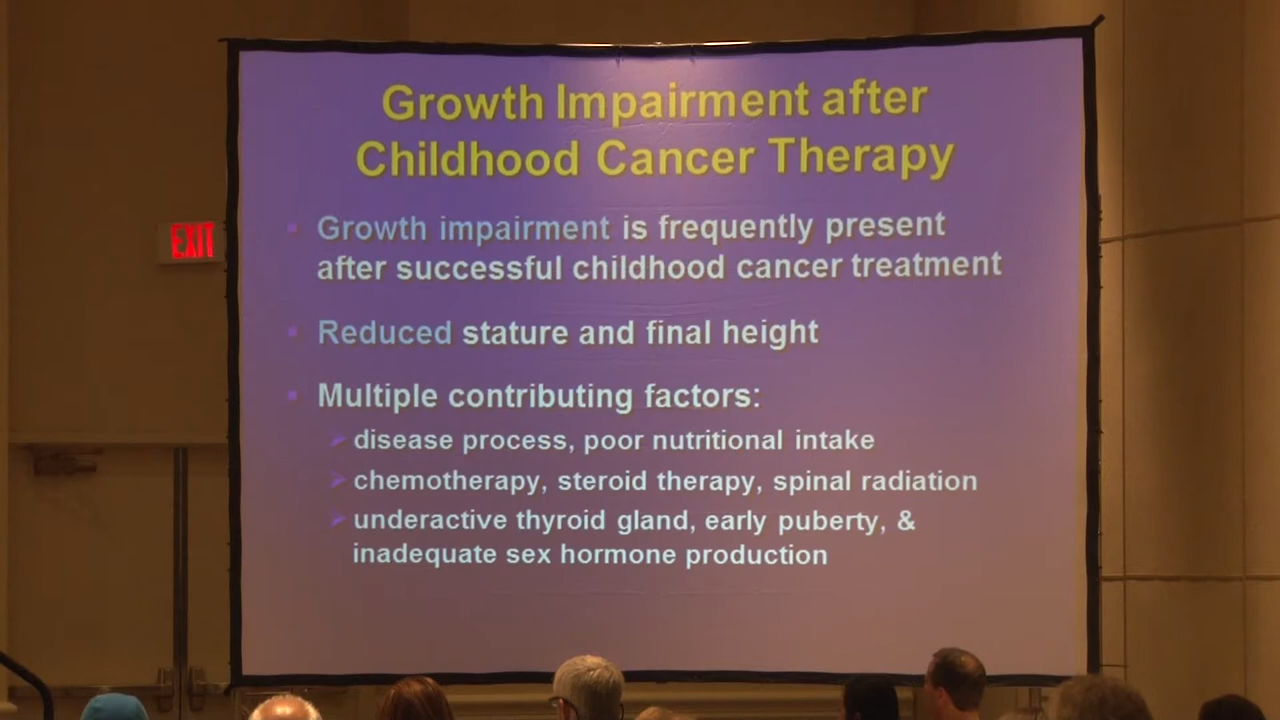 Growth Impairment after
Childhood Cancer Therapy
EXIT
Growth impairment is frequently present
after successful childhood cancer treatment
Reduced stature and final height
Multiple contributing factors:
disease process, poor nutritional intake
chemotherapy, steroid therapy, spinal radiation
underactive thyroid gland, early puberty, &
inadequate sex hormone production